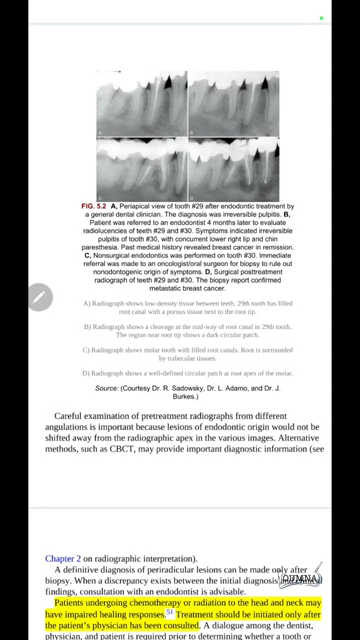 FIG. 5.2 A, Periapical view of tooth #29 after endodontic treatment by
a general dental clinician. The diagnosis was irreversible pulpitis. B,
Patient was referred to an endodontist 4 months later to evaluate
radiolucencies of teeth #29 and #30. Symptoms indicated irreversible
pulpitis of tooth #30, with concurrent lower right lip and chin
paresthesia. Past medical history revealed breast cancer in remission.
C, Nonsurgical endodontics was performed on tooth #30. Immediate
referral was made to an oncologist/oral surgeon for biopsy to rule out
nonodontogenic origin of symptoms. D, Surgical posttreatment
radiograph of teeth #29 and #30. The biopsy report confirmed
metastatic breast cancer.
A) Radiograph shows low-density tissue between teeth. 29th tooth has filled
root canal with a porous tissue next to the root tip.
B) Radiograph shows a cleavage at the mid-way of root canal in 29th tooth.
The region near root tip shows a dark circular patch.
C) Radiograph shows molar tooth with filled root canals. Root is surrounded
by trabecular tissues.
D) Radiograph shows a well-defined circular patch at root apex of the molar.
Source: (Courtesy Dr. R. Sadowsky, Dr. L. Adamo, and Dr. J.
Burkes.)
Careful examination of pretreatment radiographs from different
angulations is important because lesions of endodontic origin would not be
shifted away from the radiographic apex in the various images. Alternative
methods, such as CBCT, may provide important diagnostic information (see
Chapter 2 on radiographic interpretation).
A definitive diagnosis of periradicular lesions can be made only after
biopsy. When a discrepancy exists between the initial diagnosis and clinical
findings, consultation with an endodontist is advisable.
Patients undergoing chemotherapy or radiation to the head and neck may
have impaired healing responses.51 Treatment should be initiated only after
the patient's physician has been consulted. A dialogue among the dentist,
physician, and patient is required prior to determining whether a tooth or